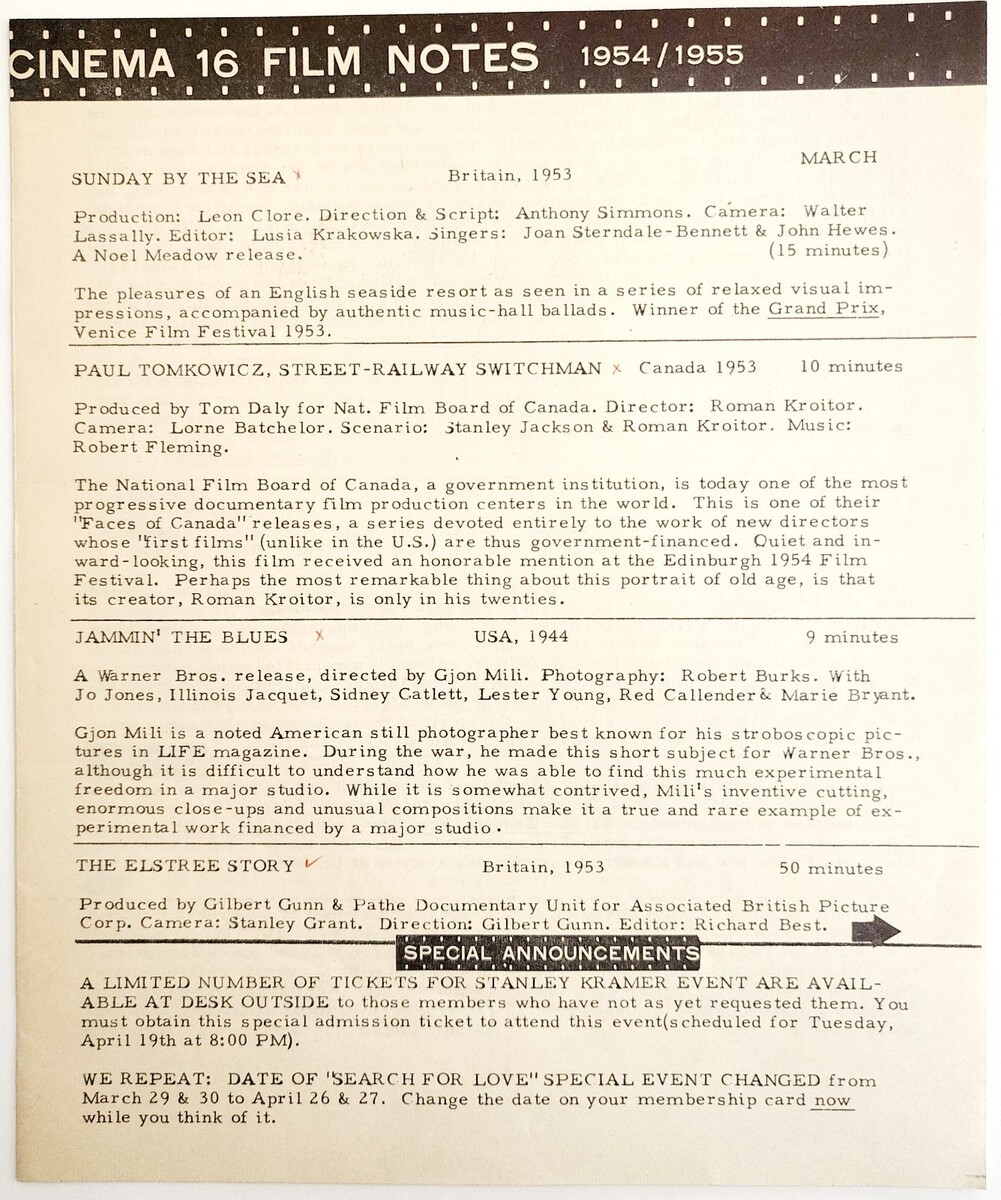 CINEMA 16 FILM NOTES 1954/1955
MARCH
SUNDAY BY THE SEA Britain, 1953
Production: Leon Clore. Direction & Script: Anthony Simmons. Camera: Walter
Lassally. Editor: Lusia Krakowska. Singers: Joan Sterndale-Bennett & John Hewes.
A Noel Meadow release. (15 minutes)
The pleasures of an English seaside resort as seen in a series of relaxed visual im-
pressions, accompanied by authentic music-hall ballads. Winner of the Grand Prix,
Venice Film Festival 1953.
PAUL TOMKOWICZ, STREET-RAILWAY SWITCHMAN x Canada 1953 10 minutes
Produced by Tom Daly for Nat. Film Board of Canada. Director: Roman Kroitor.
Camera: Lorne Batchelor. Scenario: Stanley Jackson & Roman Kroitor. Music:
Robert Fleming.
The National Film Board of Canada, a government institution, is today one of the most
progressive documentary film production centers in the world. This is one of their
"Faces of Canada" releases, a series devoted entirely to the work of new directors
whose "first films" (unlike in the U.S.) are thus government-financed. Quiet and in-
ward-looking, this film received an honorable mention at the Edinburgh 1954 Film
Festival. Perhaps the most remarkable thing about this portrait of old age, is that
its creator, Roman Kroitor, is only in his twenties.
JAMMIN' THE BLUES x USA, 1944 9 minutes
A Warner Bros. release, directed by Gjon Mili. Photography: Robert Burks. With
Jo Jones, Illinois Jacquet, Sidney Catlett, Lester Young, Red Callender & Marie Bryant.
Gjon Mili is a noted American still photographer best known for his stroboscopic pic-
tures in LIFE magazine. During the war, he made this short subject for Warner Bros.,
although it is difficult to understand how he was able to find this much experimental
freedom in a major studio. While it is somewhat contrived, Mili's inventive cutting,
enormous close-ups and unusual compositions make it a true and rare example of ex-
perimental work financed by a major studio.
THE ELSTREE STORY ✓ Britain, 1953 50 minutes
Produced by Gilbert Gunn & Pathe Documentary Unit for Associated British Picture
Corp. Camera: Stanley Grant. Direction: Gilbert Gunn. Editor: Richard Best.
SPECIAL ANNOUNCEMENTS
A LIMITED NUMBER OF TICKETS FOR STANLEY KRAMER EVENT ARE AVAIL-
ABLE AT DESK OUTSIDE to those members who have not as yet requested them. You
must obtain this special admission ticket to attend this event(scheduled for Tuesday,
April 19th at 8:00 PM).
WE REPEAT: DATE OF "SEARCH FOR LOVE" SPECIAL EVENT CHANGED from
March 29 & 30 to April 26 & 27. Change the date on your membership card now
while you think of it.